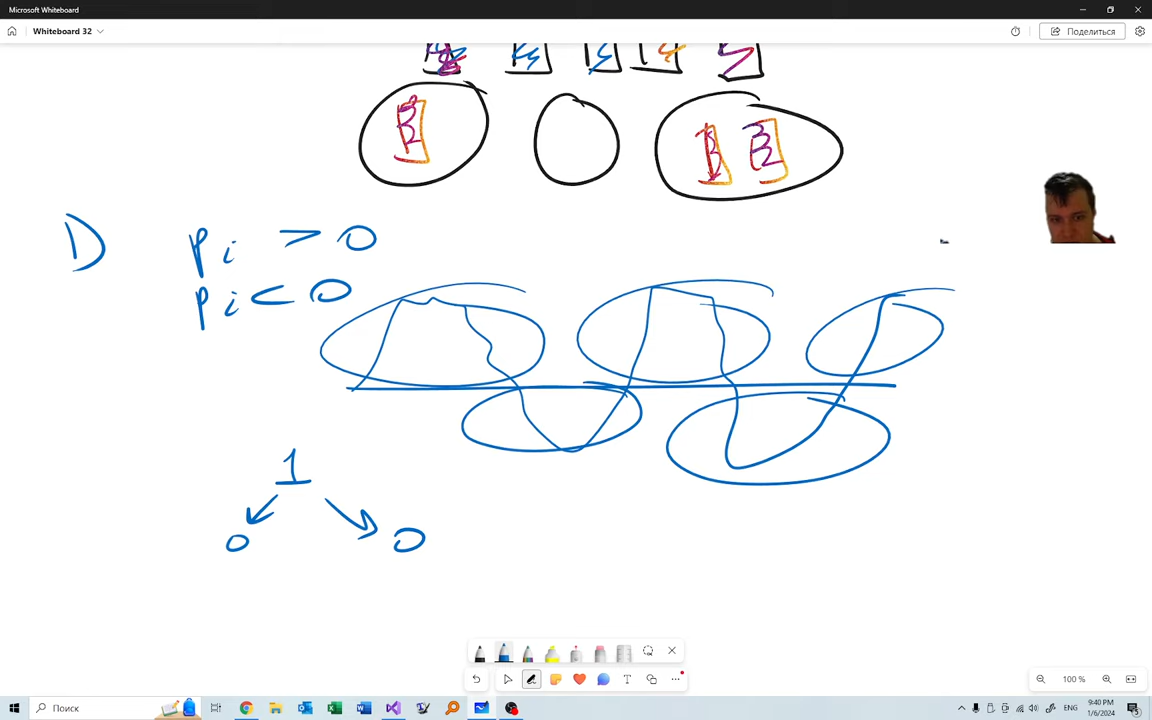 Microsoft Whiteboard
Whiteboard 32
Поделиться
D
pi > 0
pi < 0
1
0 0
100 %
Поиск
ENG
9:40 PM
1/6/2024